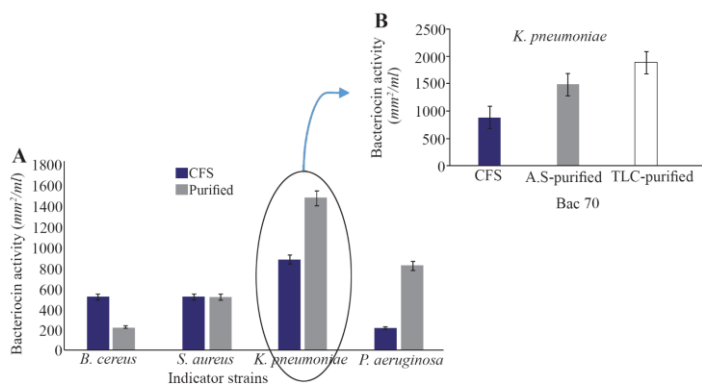 B
K. pneumoniae
Bacteriocin activity
(mm²/ml)
2500
2000
1500
1000
500
0
CFS
A.S-purified
TLC-purified
Bac 70
A
Bacteriocin activity (mm²/ml)
1800
1600
1400
1200
1000
800
600
400
200
0
CFS
Purified
B. cereus
S. aureus
K. pneumoniae
P. aeruginosa
Indicator strains